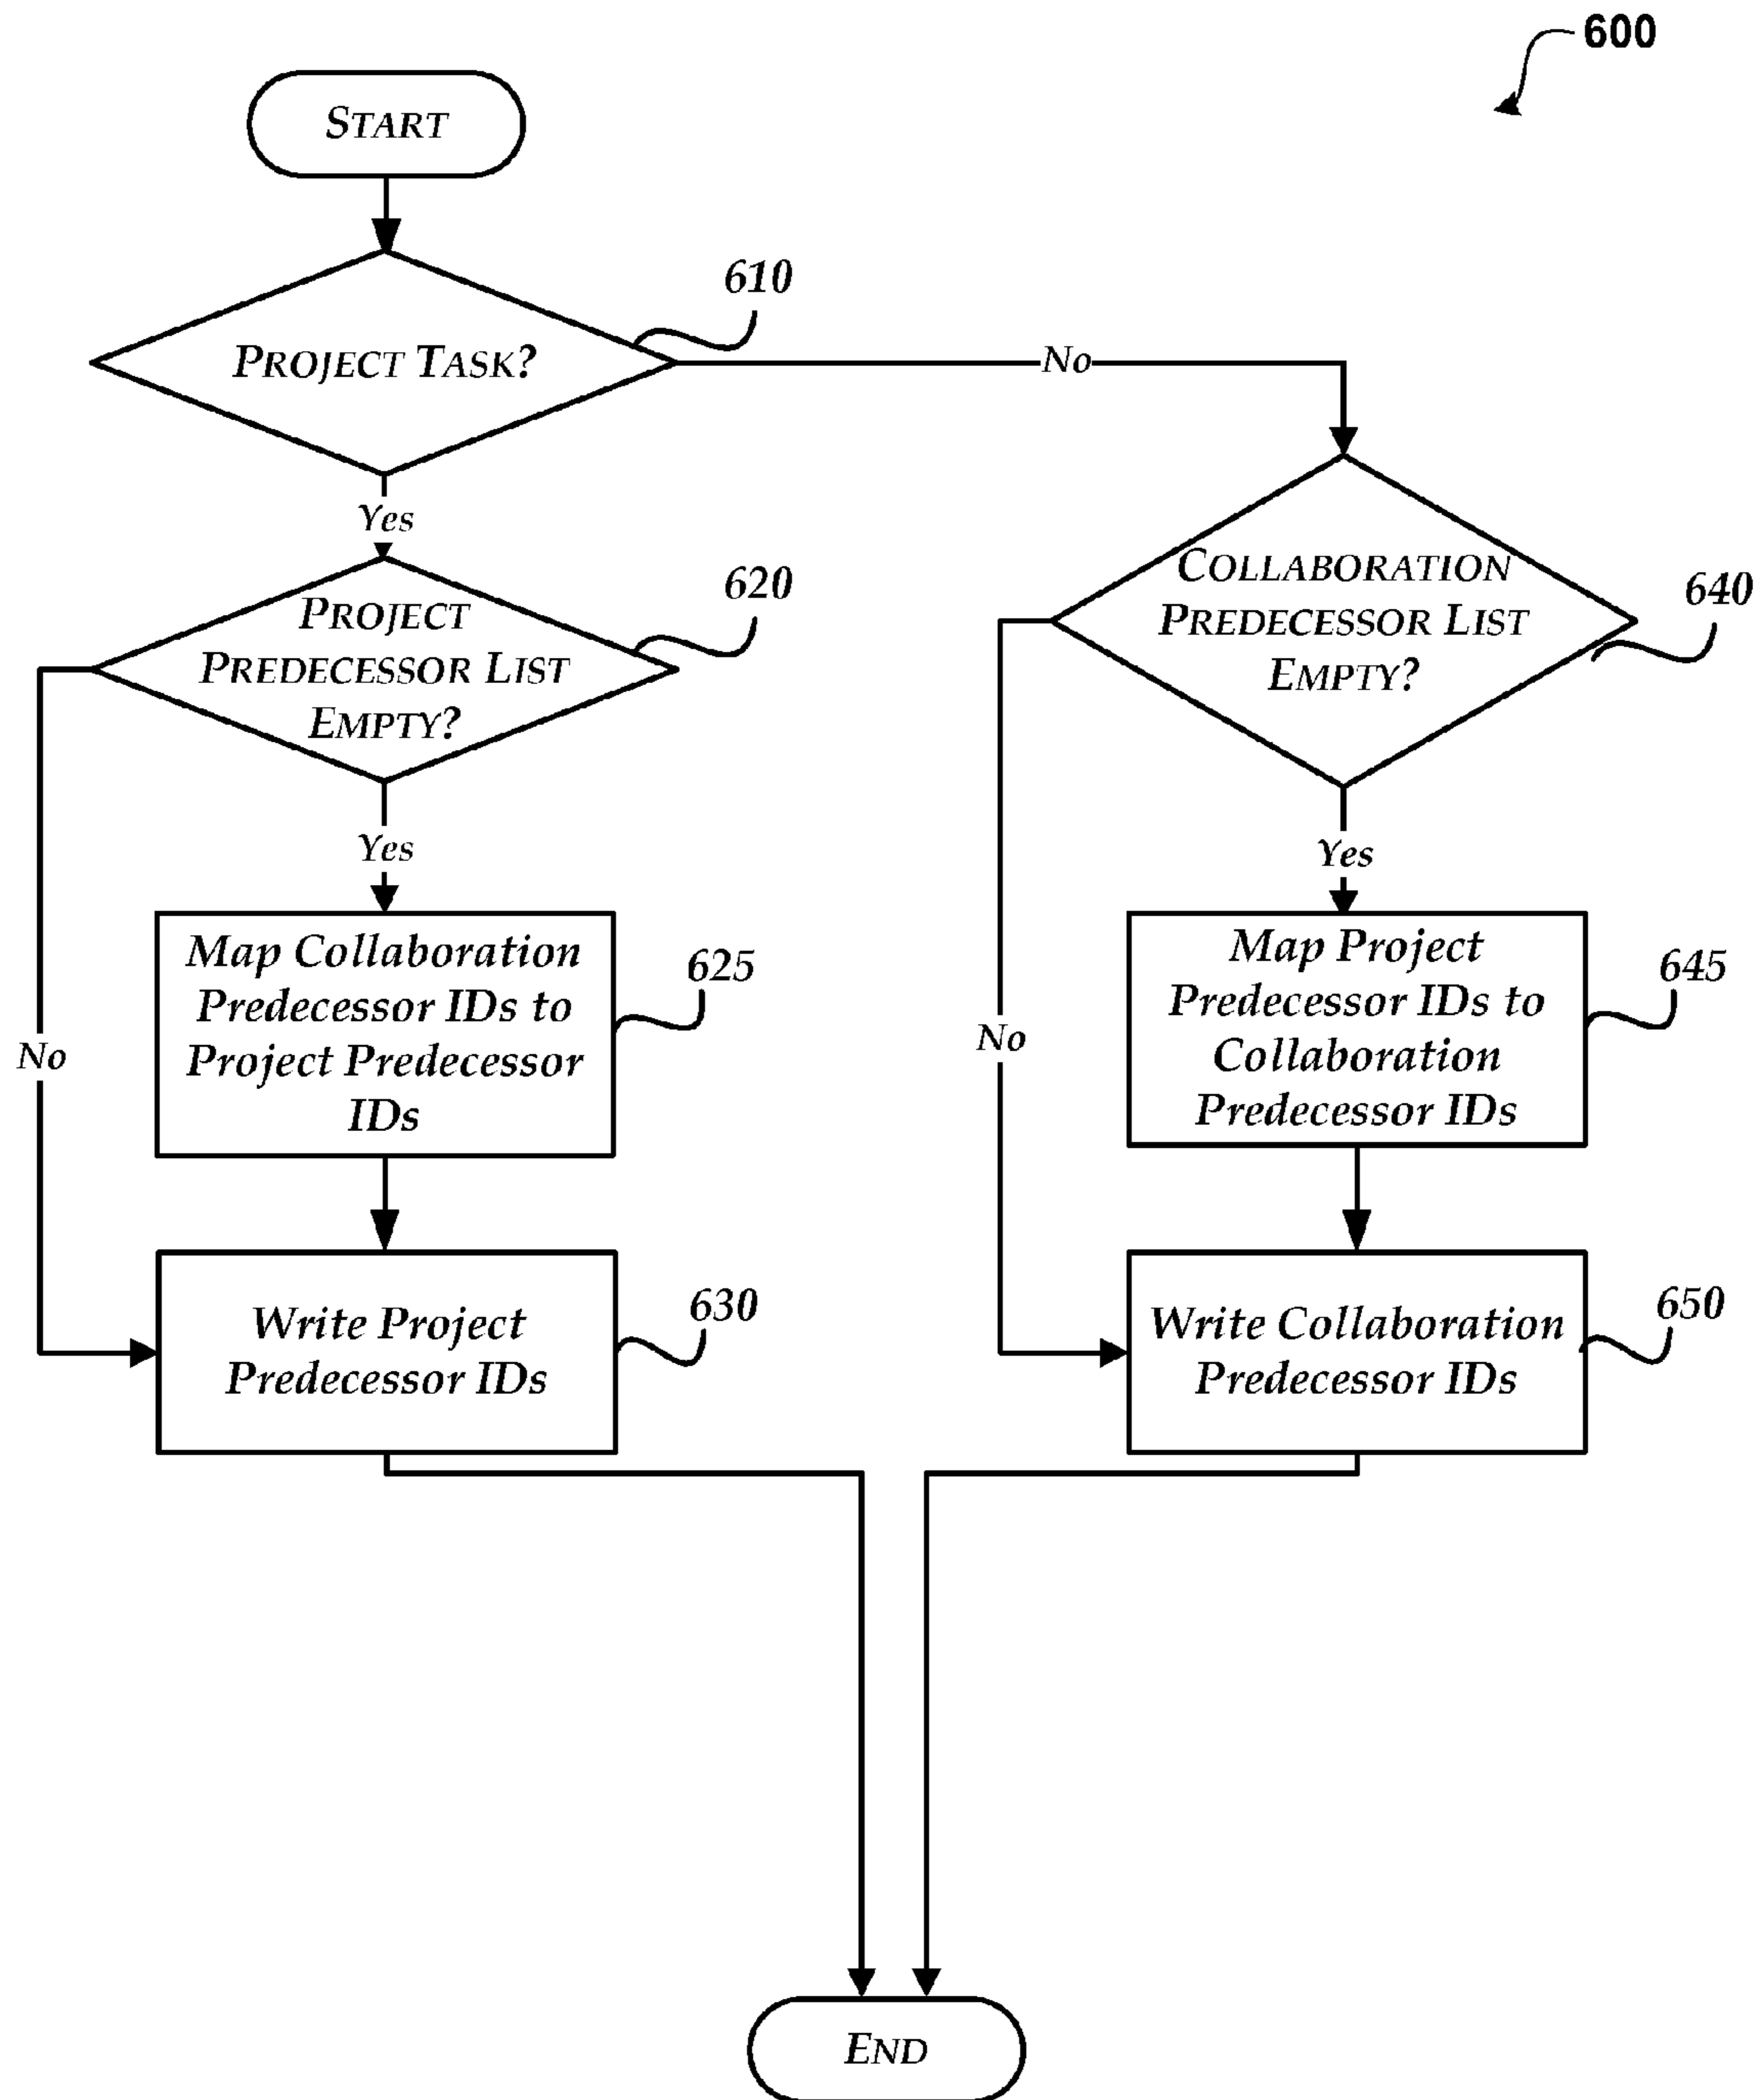 600
START
610
PROJECT TASK?
No
Yes
620
PROJECT
PREDECESSOR LIST
EMPTY?
COLLABORATION
PREDECESSOR LIST
EMPTY?
640
Yes
Yes
Map Collaboration
Predecessor IDs to
Project Predecessor
IDs
625
No
Map Project
Predecessor IDs to
Collaboration
Predecessor IDs
645
No
Write Project
Predecessor IDs
630
Write Collaboration
Predecessor IDs
650
END